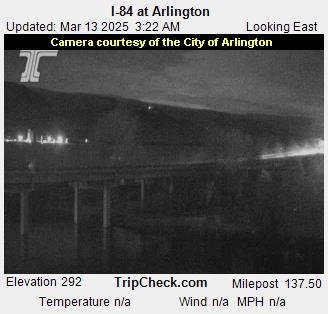 I-84 at Arlington
Updated: Mar 13 2025 3:22 AM Looking East
Camera courtesy of the City of Arlington
Elevation 292 TripCheck.com Milepost 137.50
Temperature n/a Wind n/a MPH n/a